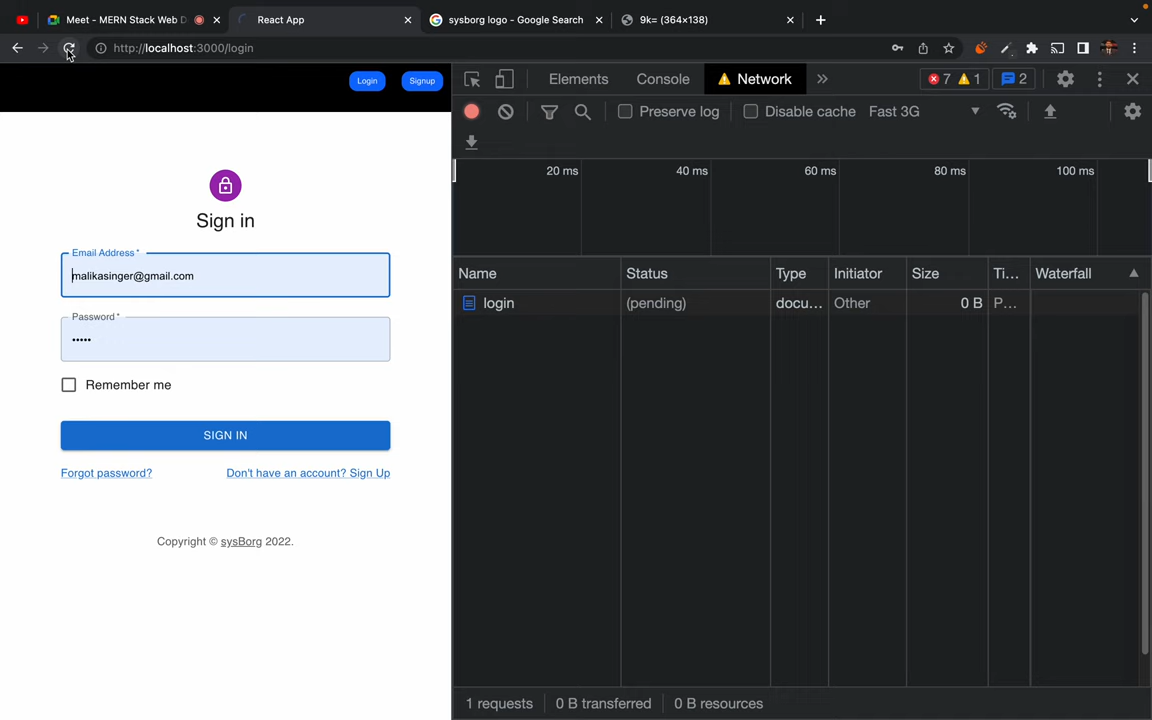 Meet - MERN Stack Web D
React App
sysborg logo - Google Search
9k= (364×138)
http://localhost:3000/login
Login
Signup
Elements
Console
Network
7
1
2
Preserve log
Disable cache
Fast 3G
20 ms
40 ms
60 ms
80 ms
100 ms
Sign in
Email Address *
malikasinger@gmail.com
Password *
•••••
Remember me
SIGN IN
Forgot password?
Don't have an account? Sign Up
Copyright © sysBorg 2022.
Name
Status
Type
Initiator
Size
Ti...
Waterfall
login
(pending)
docu...
Other
0 B
P...
1 requests
0 B transferred
0 B resources